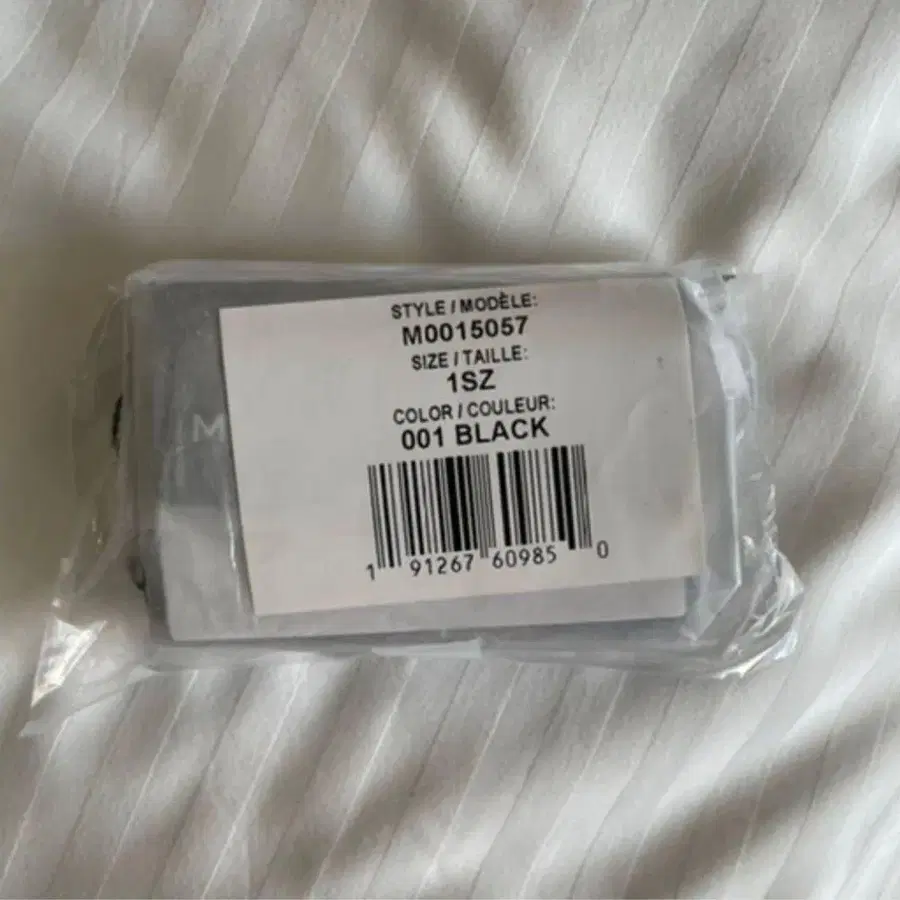 STYLE / MODÈLE:
M0015057
SIZE / TAILLE:
1SZ
COLOR / COULEUR:
001 BLACK
M
1 91267 60985 0